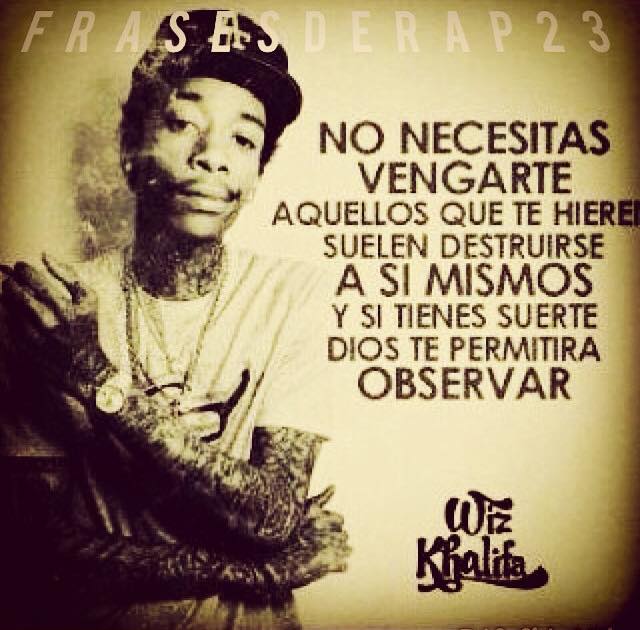 FRASESDERAP23
NO NECESITAS
VENGARTE
AQUELLOS QUE TE HIEREN
SUELEN DESTRUIRSE
A SI MISMOS
Y SI TIENES SUERTE
DIOS TE PERMITIRA
OBSERVAR
Wiz
Khalifa